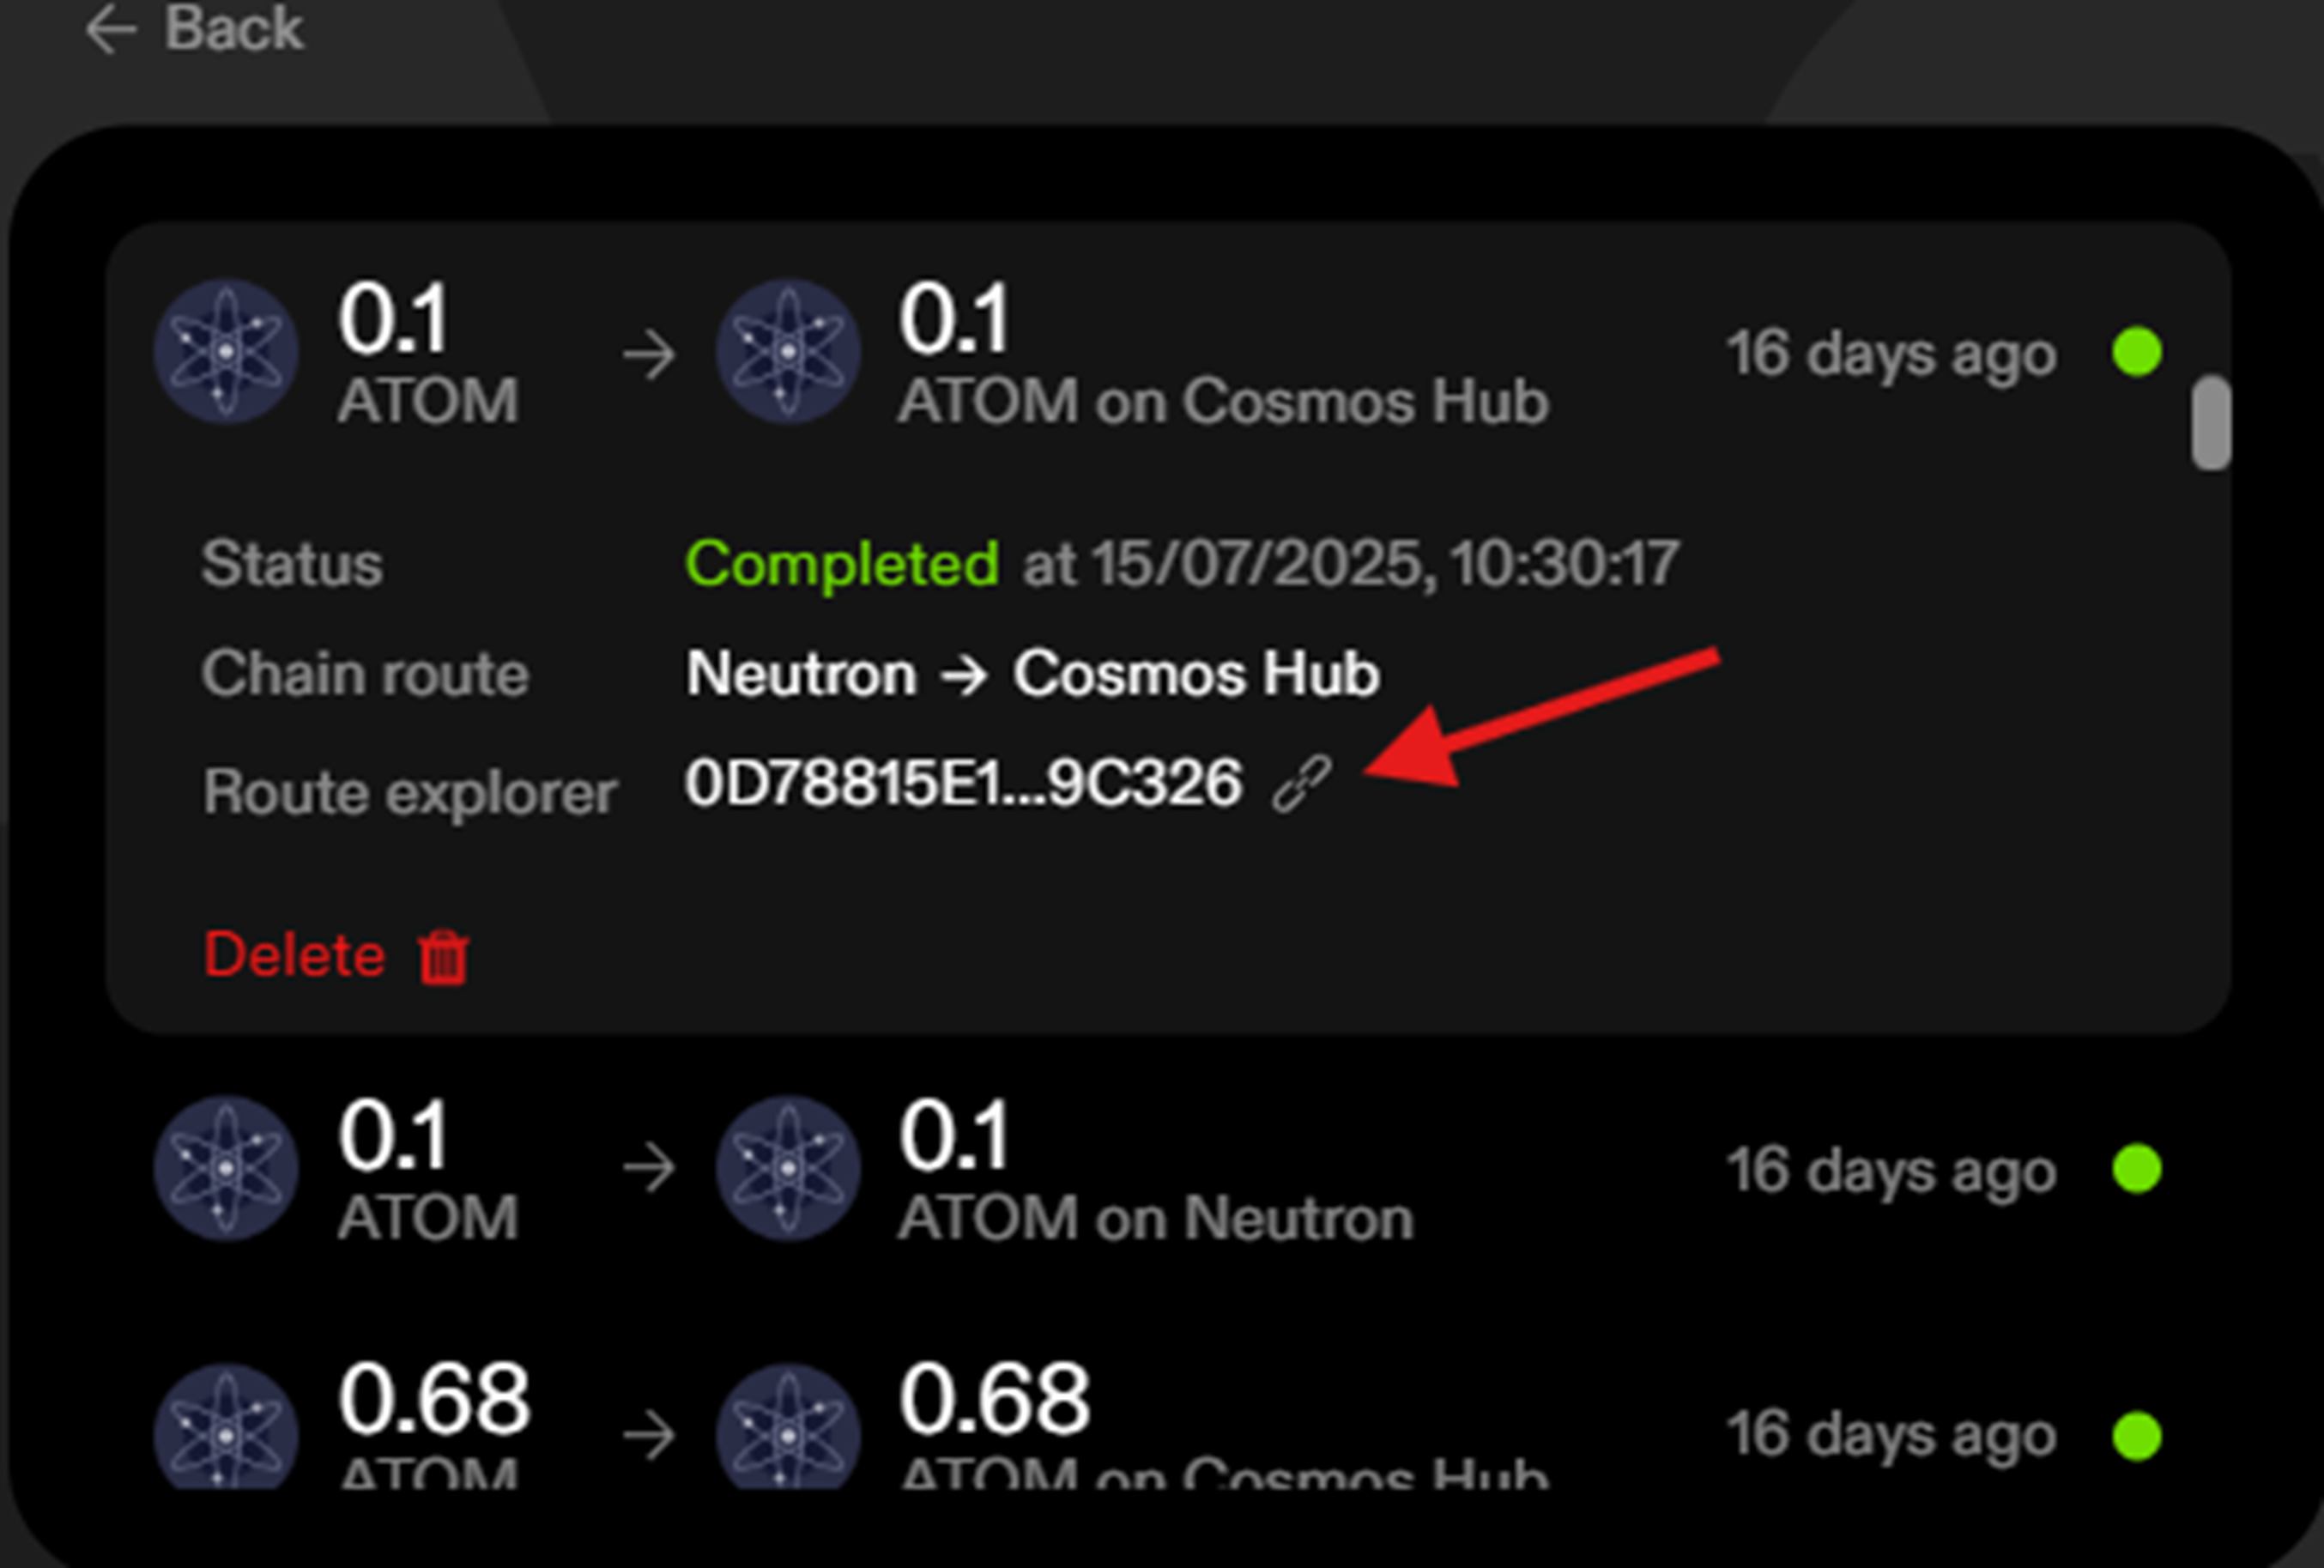 ← Back
0.1 → 0.1 16 days ago
ATOM ATOM on Cosmos Hub
Status Completed at 15/07/2025, 10:30:17
Chain route Neutron → Cosmos Hub
Route explorer 0D78815E1...9C326
Delete
0.1 → 0.1 16 days ago
ATOM ATOM on Neutron
0.68 → 0.68 16 days ago
ATOM ATOM on Cosmos Hub